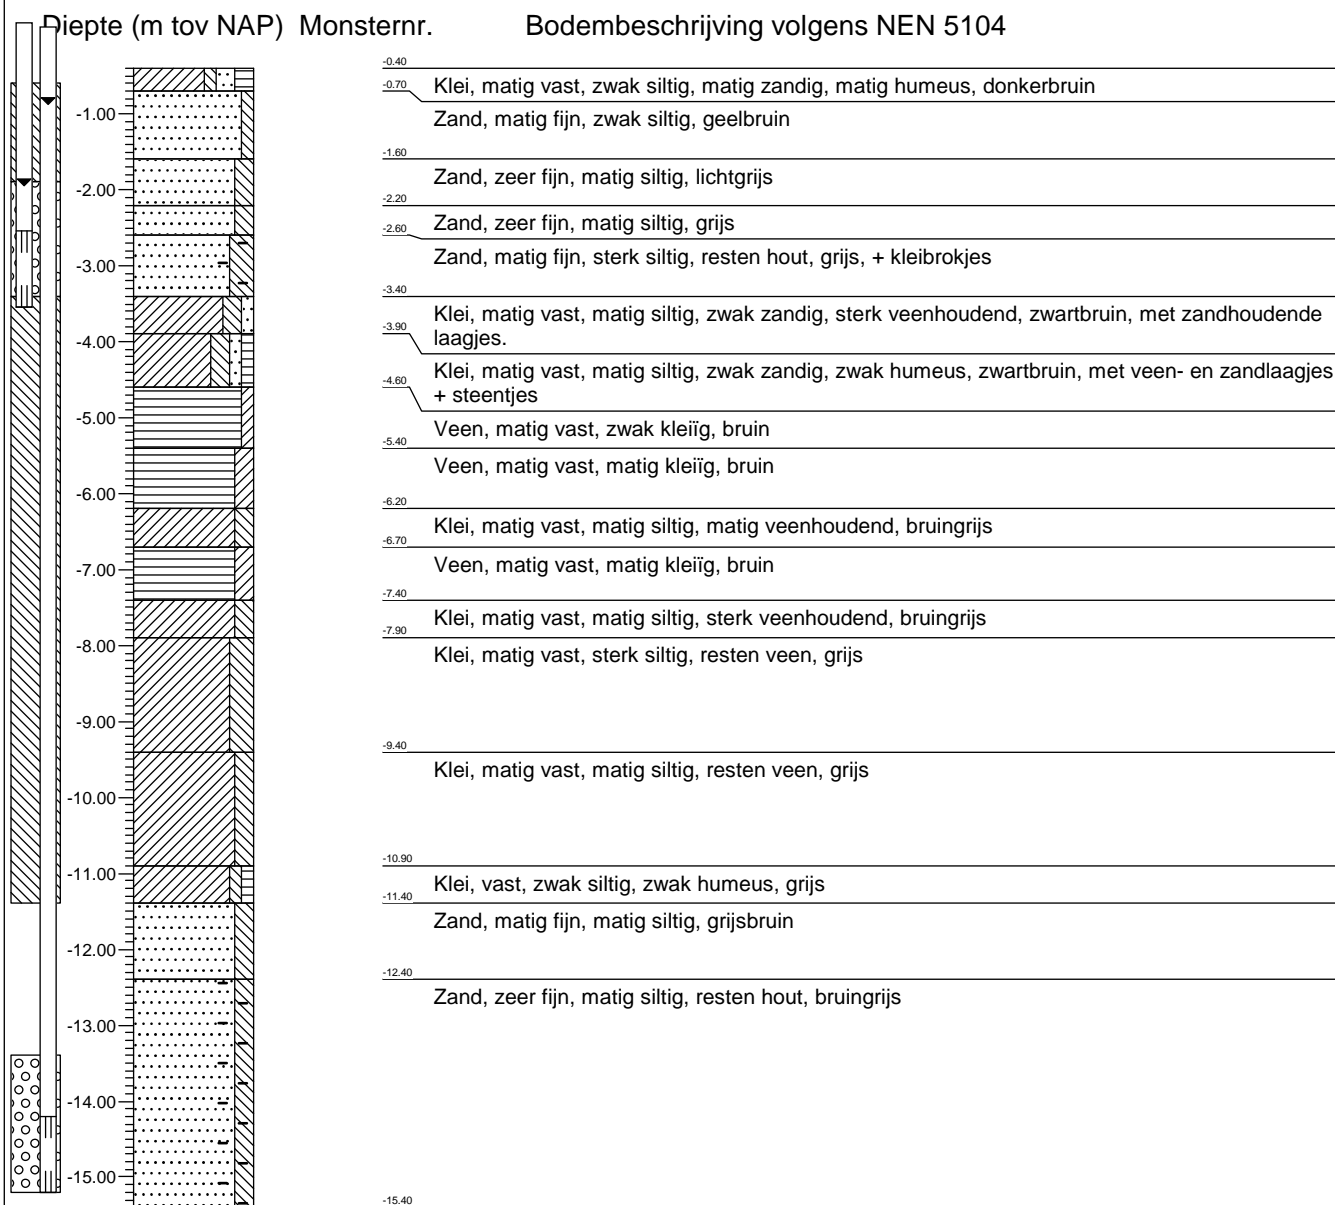 Diepte (m tov NAP) Monsternr. Bodembeschrijving volgens NEN 5104
-0.40
-0.70 Klei, matig vast, zwak siltig, matig zandig, matig humeus, donkerbruin
-1.00 Zand, matig fijn, zwak siltig, geelbruin
-1.60
Zand, zeer fijn, matig siltig, lichtgrijs
-2.00
-2.20
Zand, zeer fijn, matig siltig, grijs
-2.60
Zand, matig fijn, sterk siltig, resten hout, grijs, + kleibrokjes
-3.00
-3.40
Klei, matig vast, matig siltig, zwak zandig, sterk veenhoudend, zwartbruin, met zandhoudende
-3.90
laagjes.
-4.00
Klei, matig vast, matig siltig, zwak zandig, zwak humeus, zwartbruin, met veen- en zandlaagjes
-4.60
+ steentjes
-5.00
Veen, matig vast, zwak kleiïg, bruin
-5.40
Veen, matig vast, matig kleiïg, bruin
-6.00
-6.20
Klei, matig vast, matig siltig, matig veenhoudend, bruingrijs
-6.70
Veen, matig vast, matig kleiïg, bruin
-7.00
-7.40
Klei, matig vast, matig siltig, sterk veenhoudend, bruingrijs
-7.90
-8.00
Klei, matig vast, sterk siltig, resten veen, grijs
-9.00
-9.40
Klei, matig vast, matig siltig, resten veen, grijs
-10.00
-10.90
-11.00
Klei, vast, zwak siltig, zwak humeus, grijs
-11.40
Zand, matig fijn, matig siltig, grijsbruin
-12.00
-12.40
Zand, zeer fijn, matig siltig, resten hout, bruingrijs
-13.00
-14.00
-15.00
-15.40